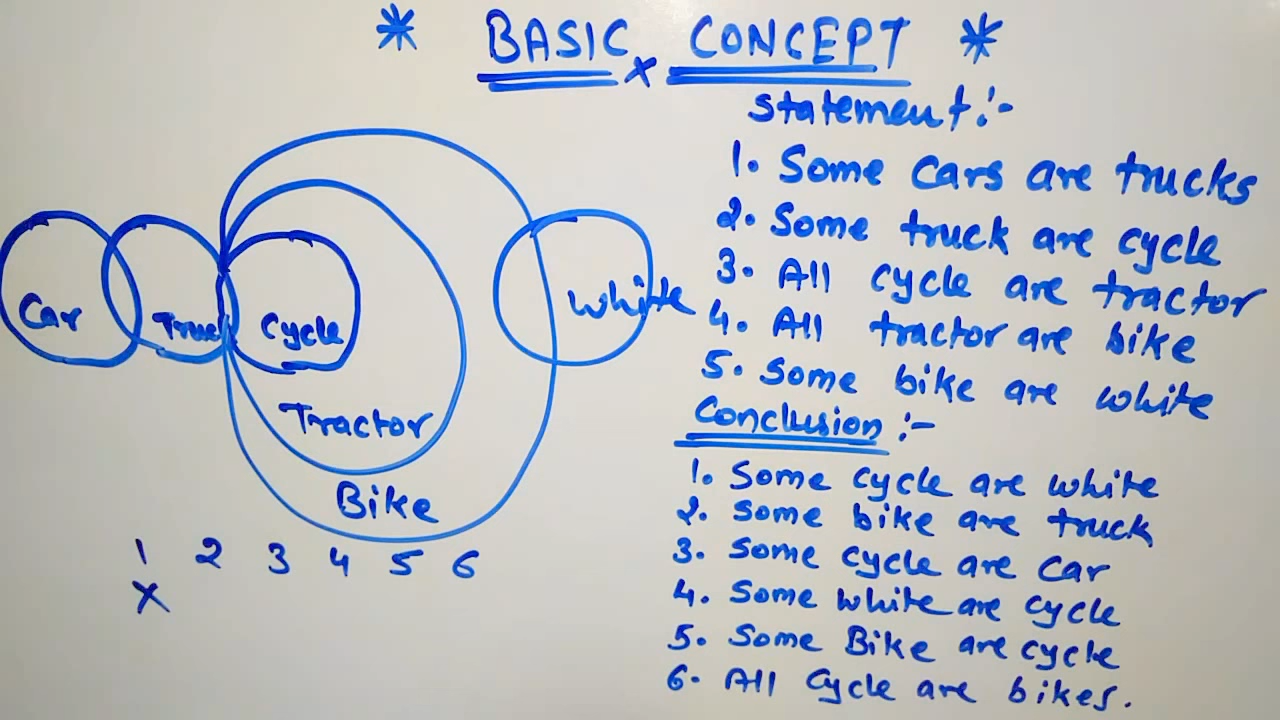 * BASIC CONCEPT *
x
Statement:-
1. Some Cars are trucks
2. Some truck are cycle
3. All cycle are tractor
4. All tractor are bike
5. Some bike are white
Conclusion:-
1. Some cycle are white
2. Some bike are truck
3. Some cycle are Car
4. Some White are cycle
5. Some Bike are cycle
6. All Cycle are bikes.
Car Truck Cycle White
Tractor
Bike
1 2 3 4 5 6
X